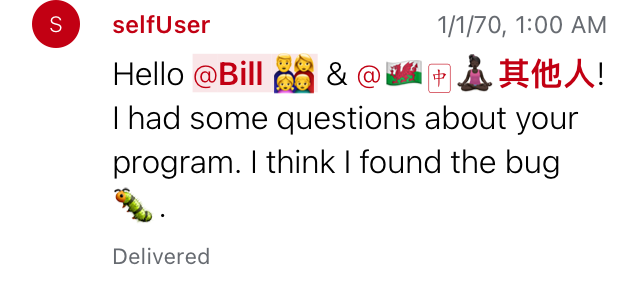 S
selfUser 1/1/70, 1:00 AM
Hello @Bill 👨‍👩‍👧‍👦 & @🏴󠁧󠁢󠁷󠁬󠁳󠁿🀄︎🧘🏿‍♀️其他人!
I had some questions about your
program. I think I found the bug
🐛.
Delivered